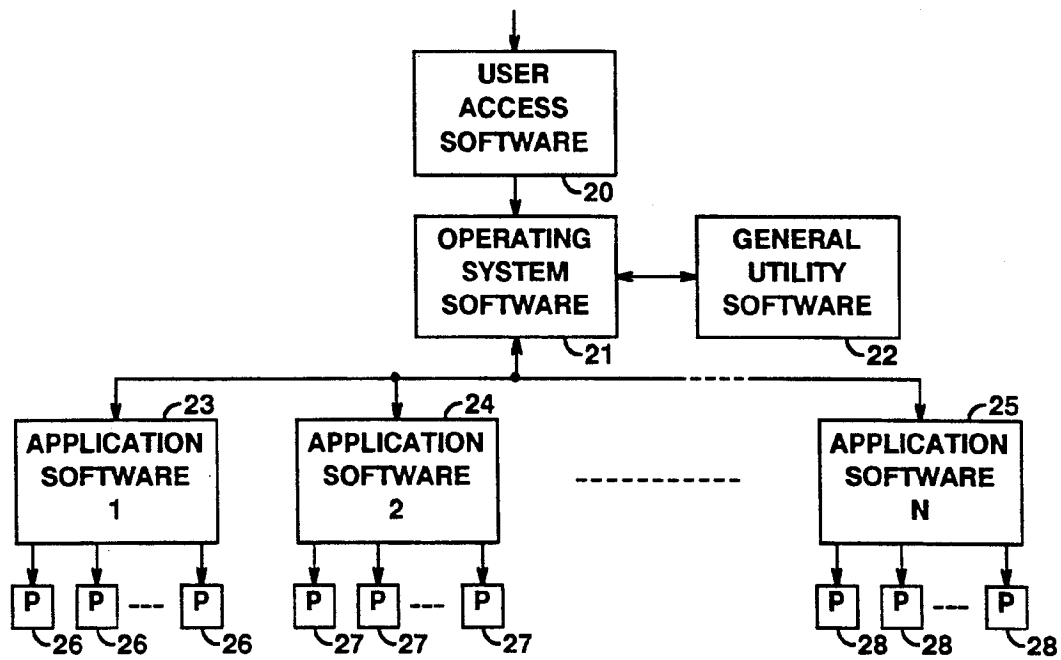 USER
ACCESS
SOFTWARE
20
OPERATING
SYSTEM
SOFTWARE
21
GENERAL
UTILITY
SOFTWARE
22
23
APPLICATION
SOFTWARE
1
24
APPLICATION
SOFTWARE
2
25
APPLICATION
SOFTWARE
N
P P --- P
26 26 26
P P --- P
27 27 27
P P --- P
28 28 28